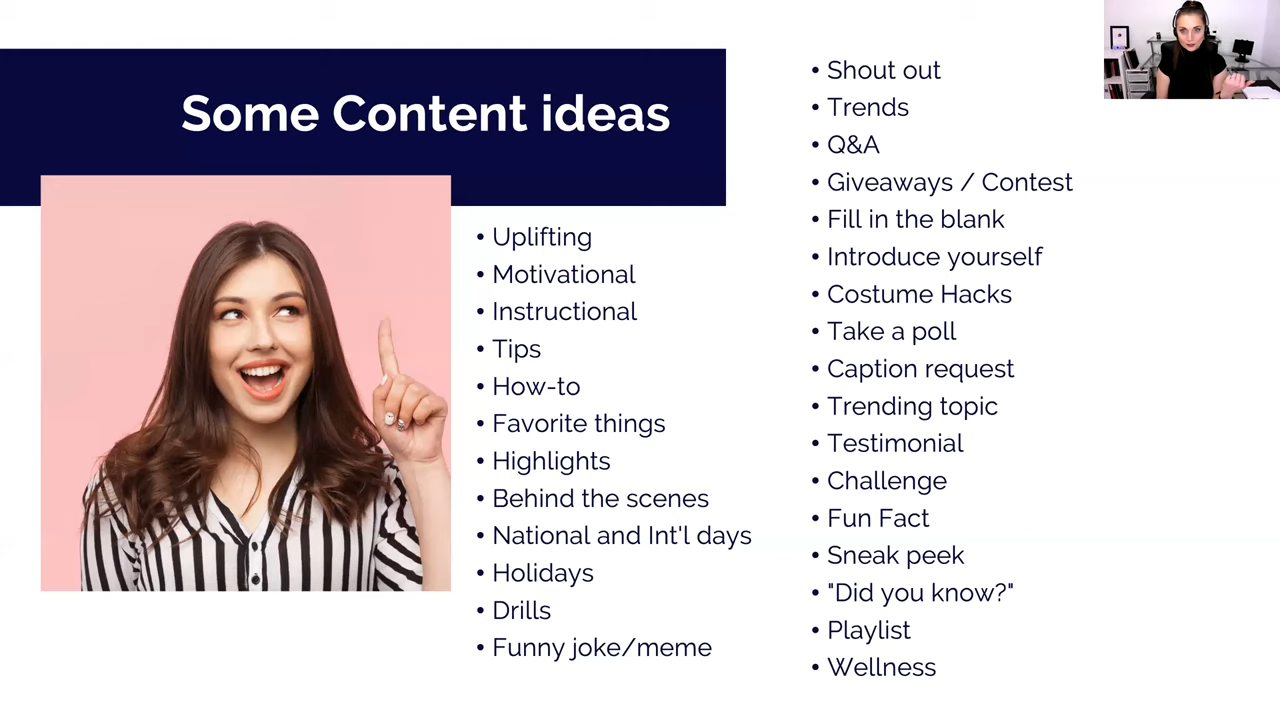 Some Content ideas
• Uplifting
• Motivational
• Instructional
• Tips
• How-to
• Favorite things
• Highlights
• Behind the scenes
• National and Int'l days
• Holidays
• Drills
• Funny joke/meme
• Shout out
• Trends
• Q&A
• Giveaways / Contest
• Fill in the blank
• Introduce yourself
• Costume Hacks
• Take a poll
• Caption request
• Trending topic
• Testimonial
• Challenge
• Fun Fact
• Sneak peek
• "Did you know?"
• Playlist
• Wellness